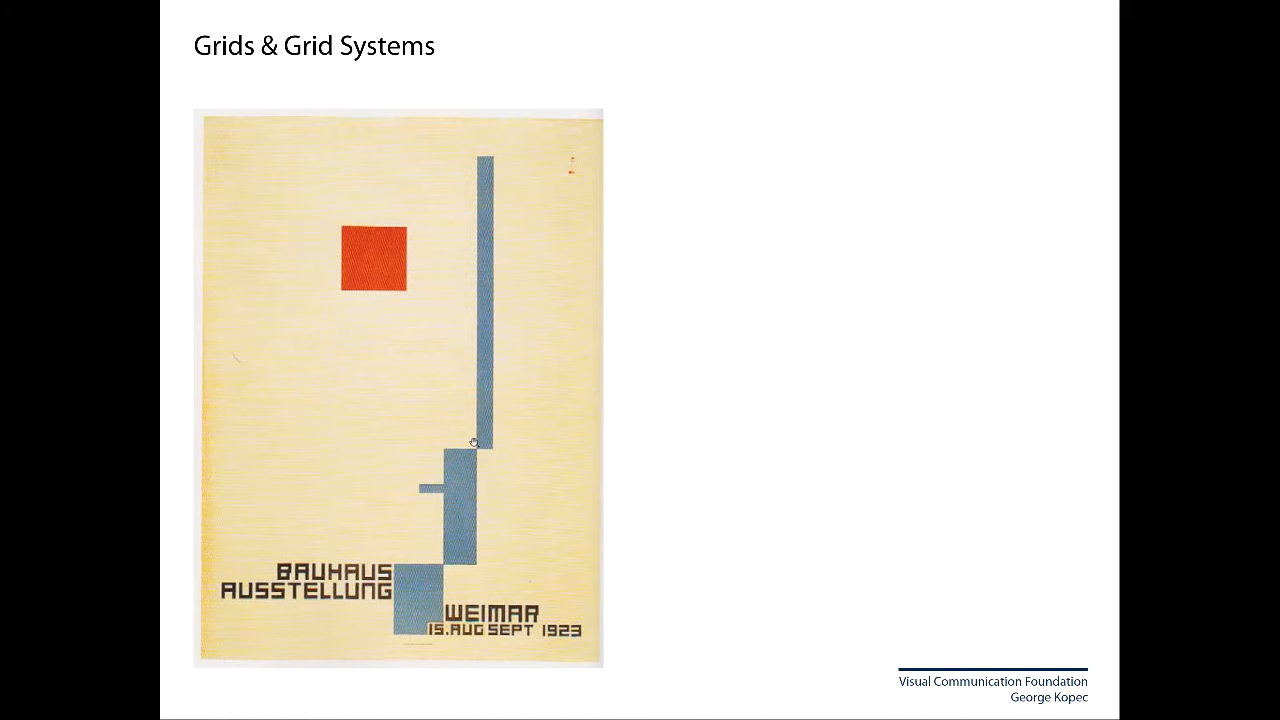 Grids & Grid Systems
BAUHAUS
AUSSTELLUNG
WEIMAR
15.AUG SEPT 1923
Visual Communication Foundation
George Kopec